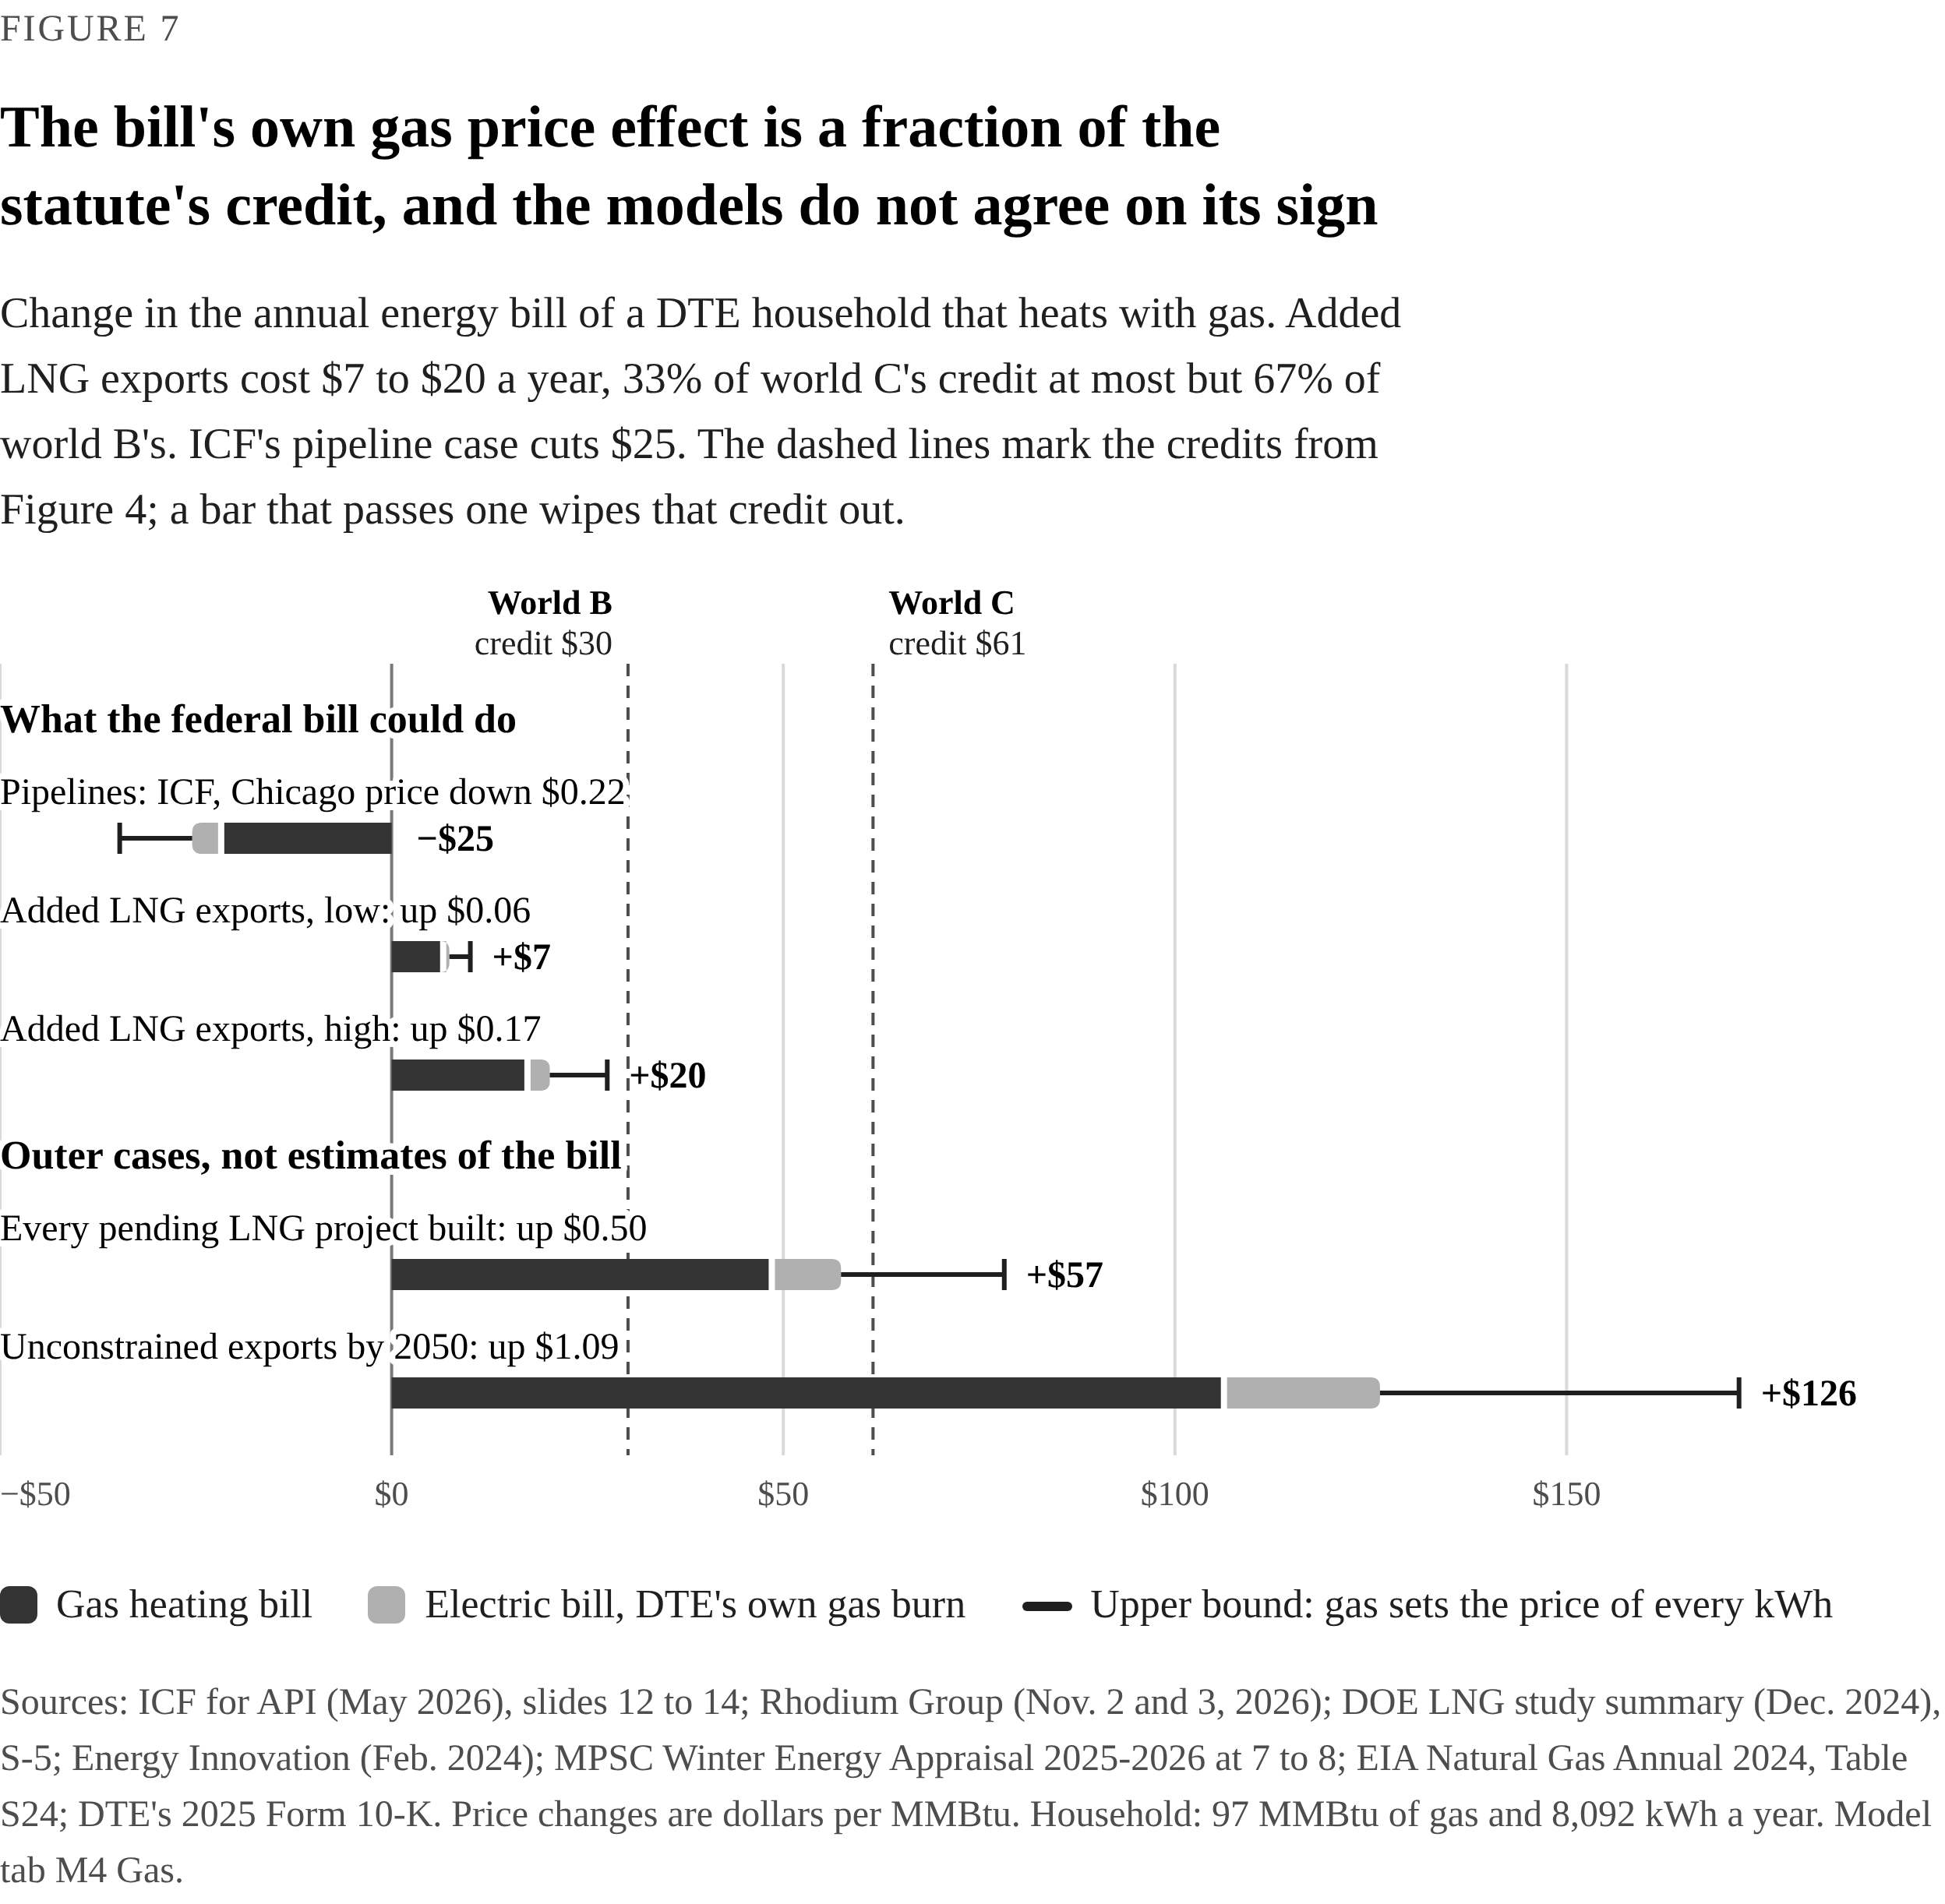 FIGURE 7
The bill's own gas price effect is a fraction of the
statute's credit, and the models do not agree on its sign
Change in the annual energy bill of a DTE household that heats with gas. Added
LNG exports cost $7 to $20 a year, 33% of world C's credit at most but 67% of
world B's. ICF's pipeline case cuts $25. The dashed lines mark the credits from
Figure 4; a bar that passes one wipes that credit out.
World B
credit $30
World C
credit $61
What the federal bill could do
Pipelines: ICF, Chicago price down $0.22
−$25
Added LNG exports, low: up $0.06
+$7
Added LNG exports, high: up $0.17
+$20
Outer cases, not estimates of the bill
Every pending LNG project built: up $0.50
+$57
Unconstrained exports by 2050: up $1.09
+$126
−$50 $0 $50 $100 $150
Gas heating bill Electric bill, DTE's own gas burn Upper bound: gas sets the price of every kWh
Sources: ICF for API (May 2026), slides 12 to 14; Rhodium Group (Nov. 2 and 3, 2026); DOE LNG study summary (Dec. 2024),
S-5; Energy Innovation (Feb. 2024); MPSC Winter Energy Appraisal 2025-2026 at 7 to 8; EIA Natural Gas Annual 2024, Table
S24; DTE's 2025 Form 10-K. Price changes are dollars per MMBtu. Household: 97 MMBtu of gas and 8,092 kWh a year. Model
tab M4 Gas.